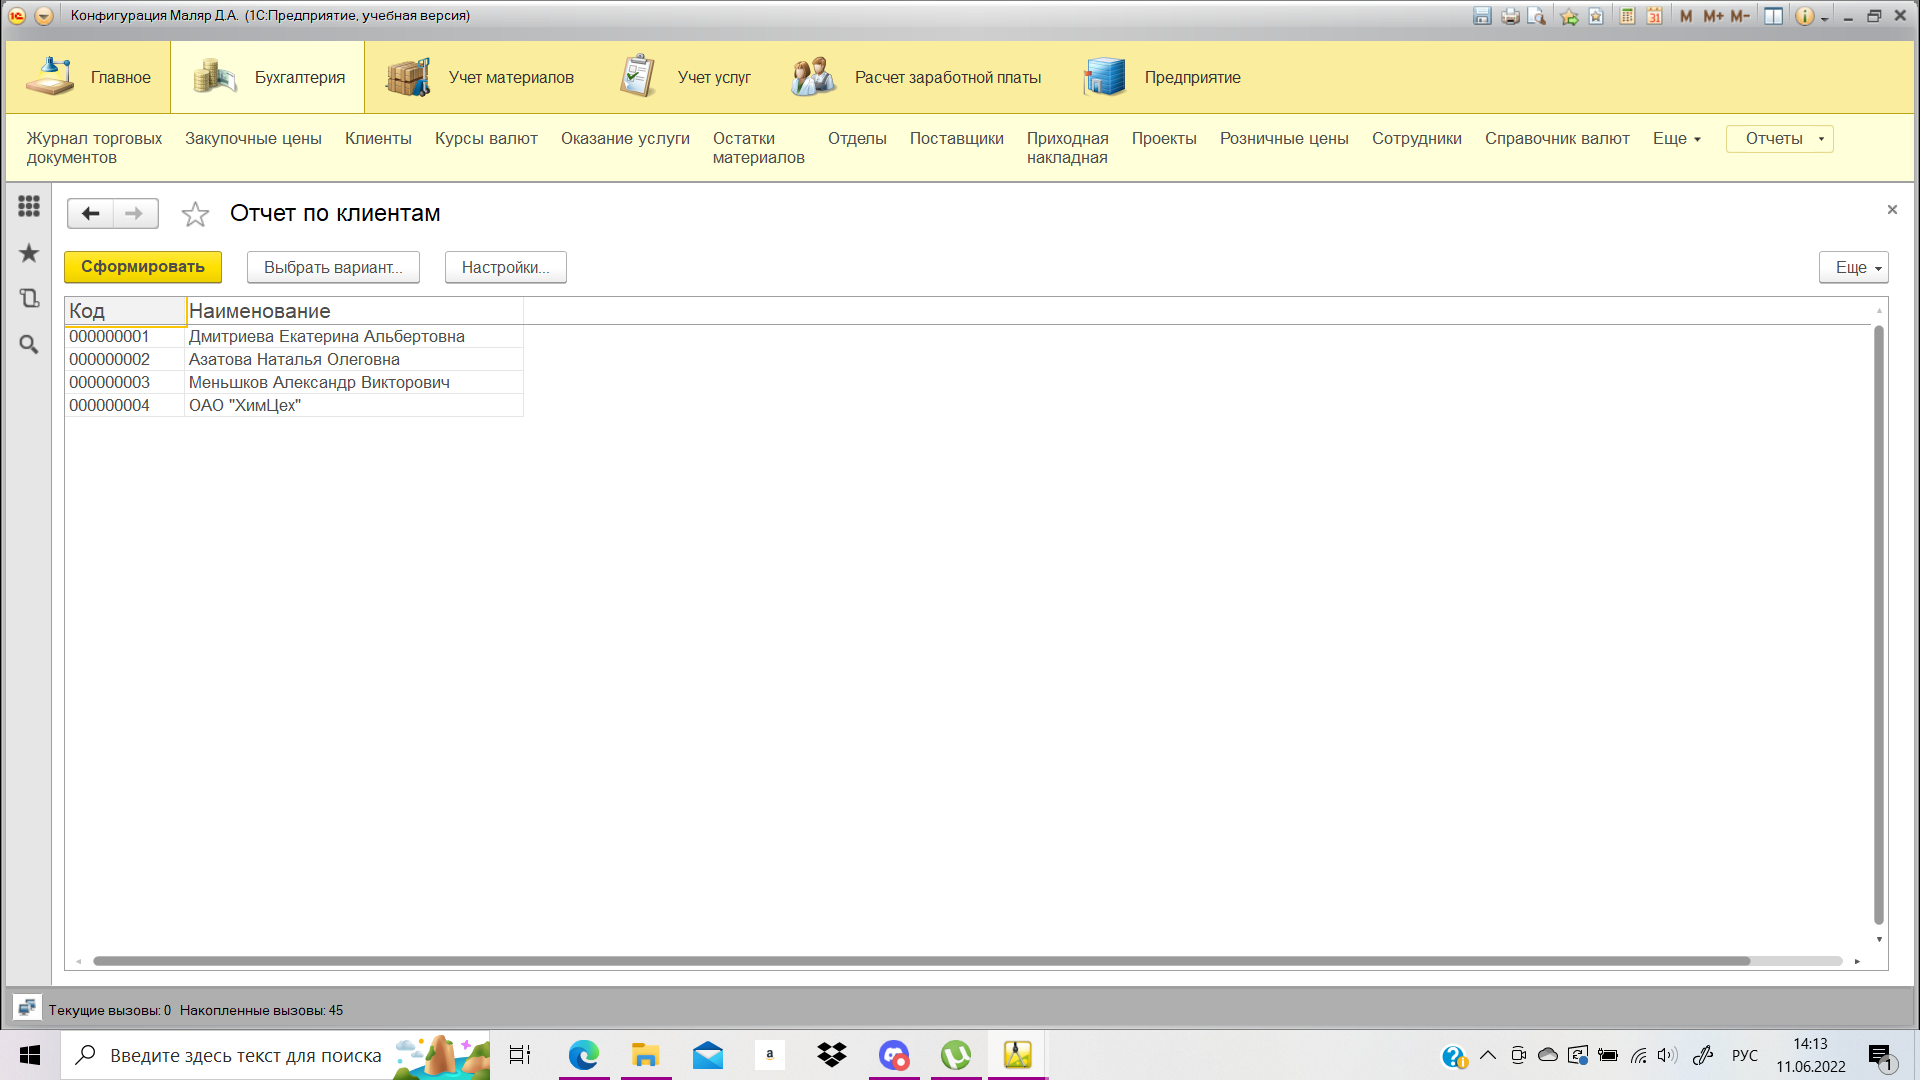 Конфигурация Маляр Д.А. (1С:Предприятие, учебная версия)
M M+ M-
Главное
Бухгалтерия
Учет материалов
Учет услуг
Расчет заработной платы
Предприятие
Журнал торговых документов
Закупочные цены
Клиенты
Курсы валют
Оказание услуги
Остатки материалов
Отделы
Поставщики
Приходная накладная
Проекты
Розничные цены
Сотрудники
Справочник валют
Еще
Отчеты
Отчет по клиентам
Сформировать
Выбрать вариант...
Настройки...
Еще
Код Наименование
000000001 Дмитриева Екатерина Альбертовна
000000002 Азатова Наталья Олеговна
000000003 Меньшков Александр Викторович
000000004 ОАО "ХимЦех"
Текущие вызовы: 0 Накопленные вызовы: 45
Введите здесь текст для поиска
a
РУС
14:13
11.06.2022
1